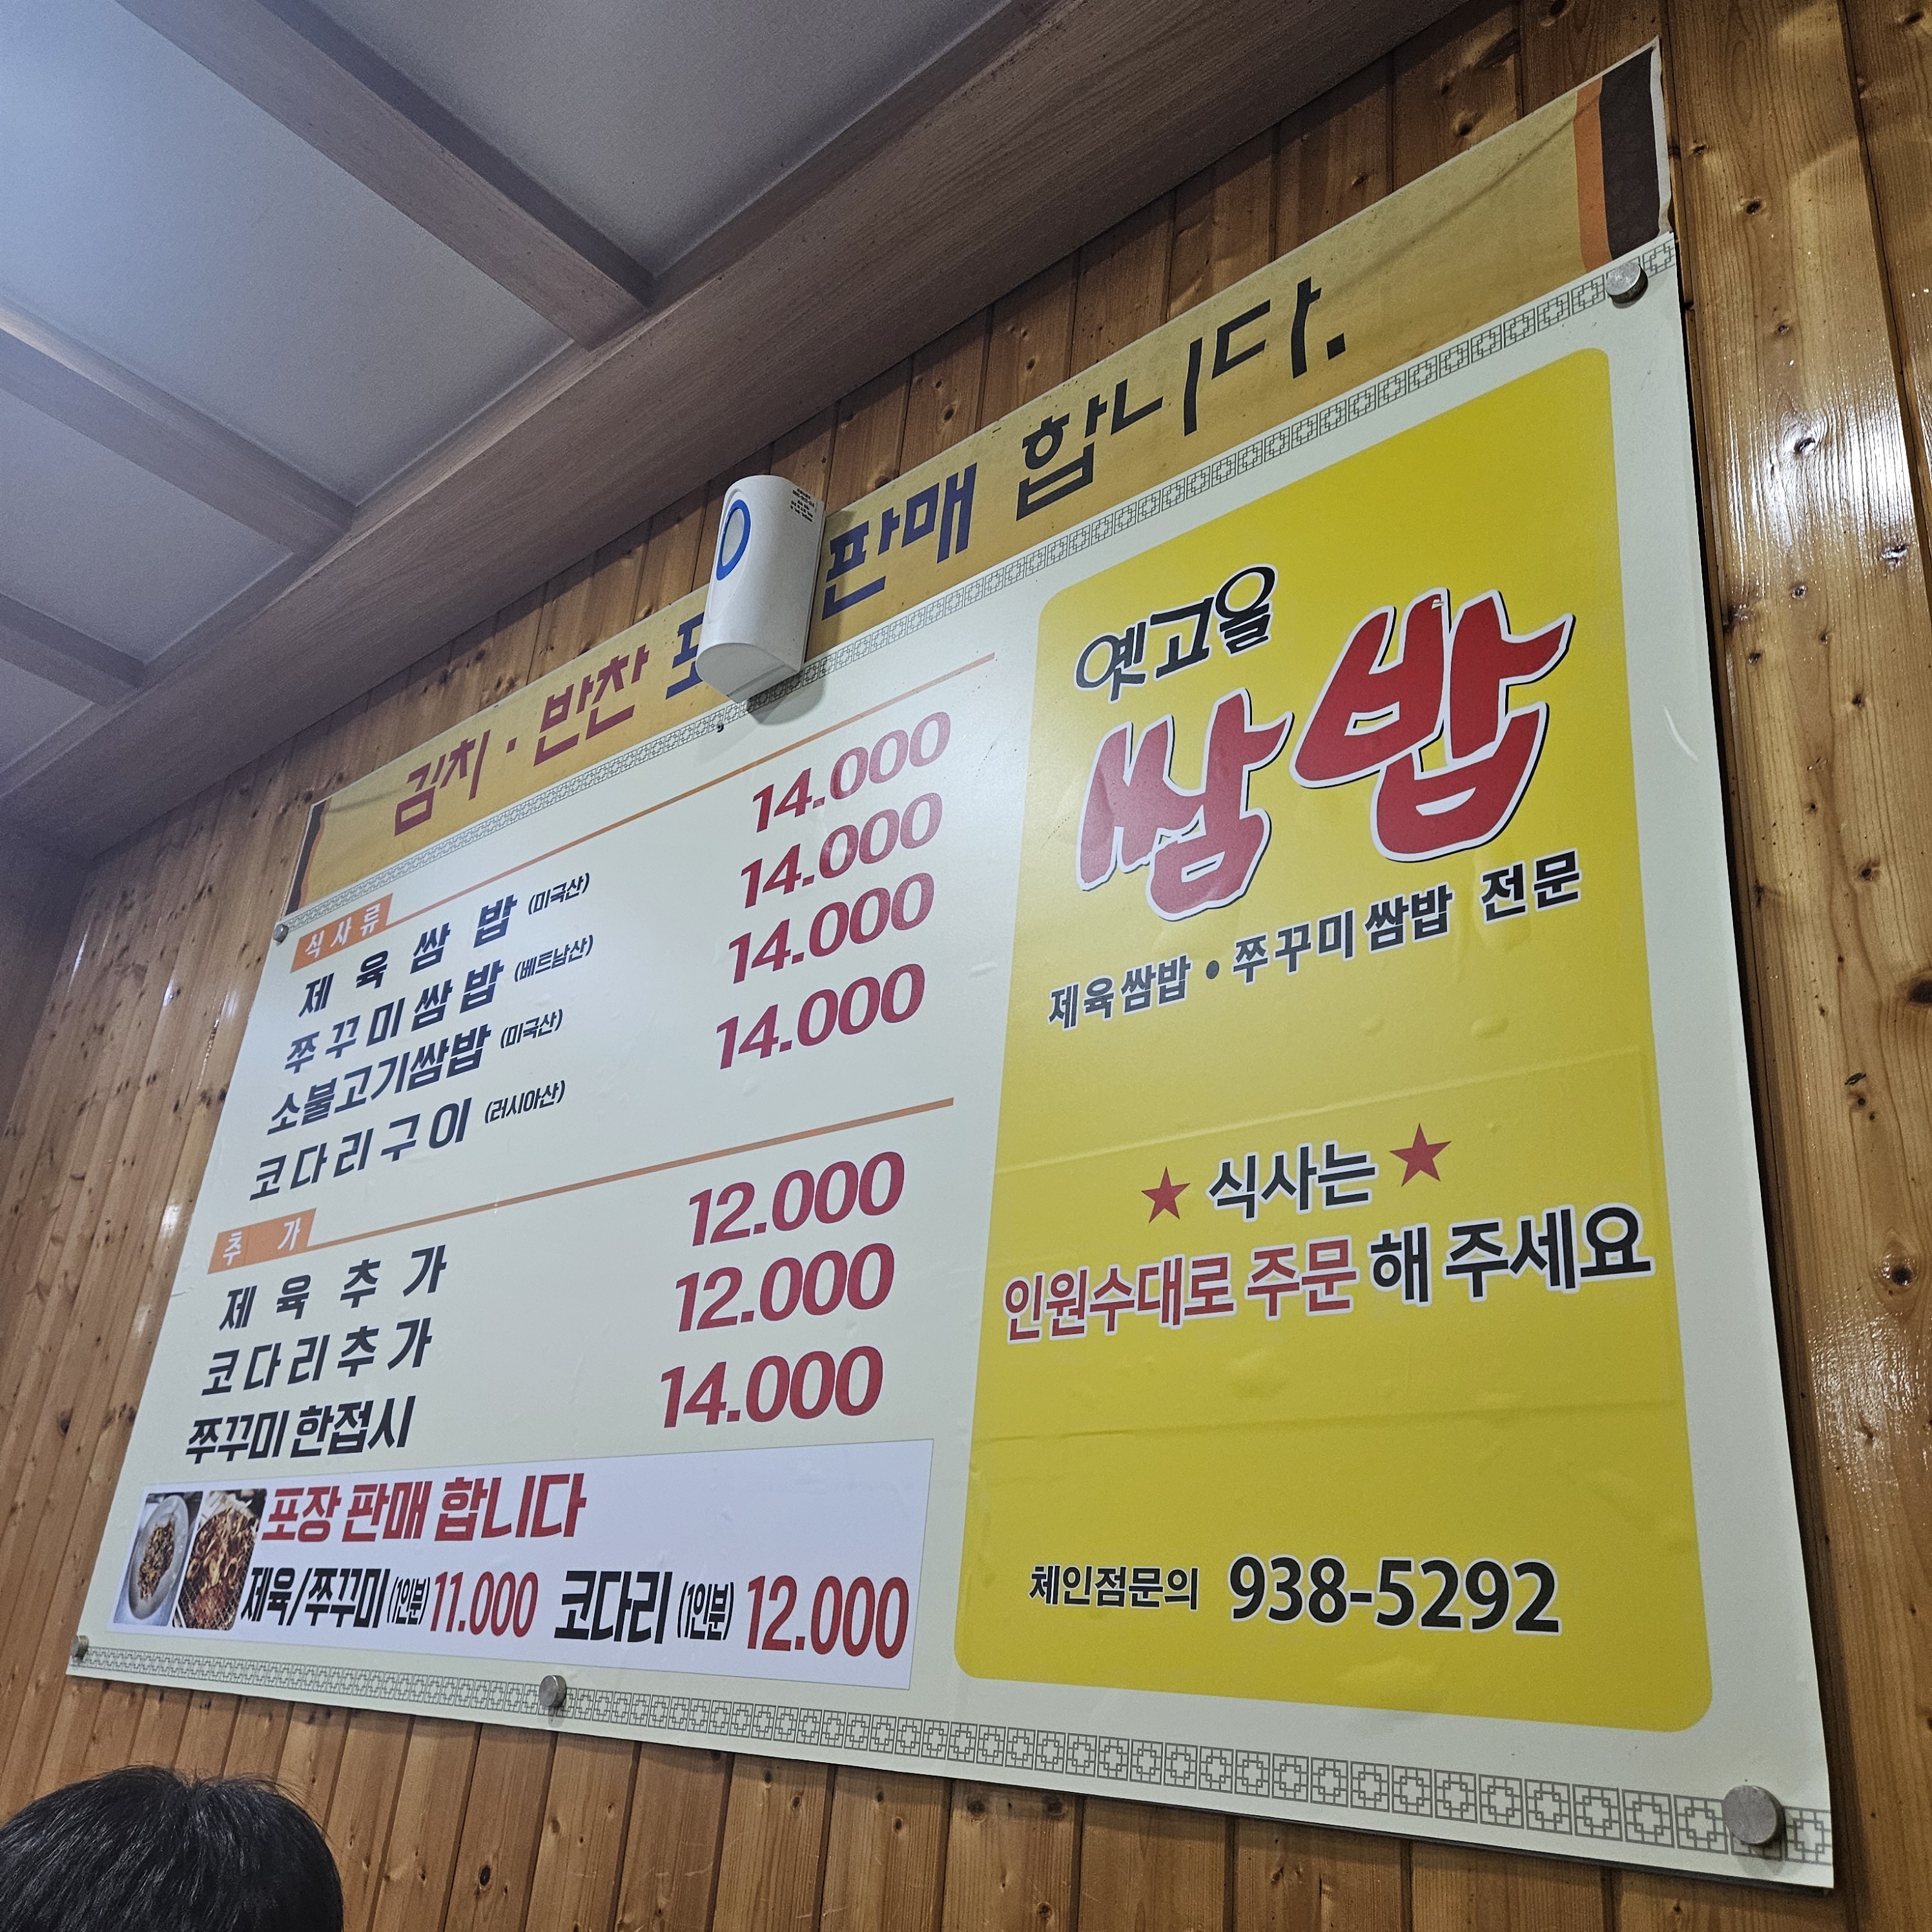 김치·반찬 판매 합니다.
식사류
제육쌈밥 (미국산) 14.000
쭈꾸미쌈밥 (베트남산) 14.000
소불고기쌈밥 (미국산) 14.000
코다리구이 (러시아산) 14.000
추 가
제육추가 12.000
코다리추가 12.000
쭈꾸미 한접시 14.000
포장 판매 합니다
제육/쭈꾸미 (1인분) 11.000 코다리 (1인분) 12.000
옛고을
쌈밥
제육쌈밥 • 쭈꾸미쌈밥 전문
★ 식사는 ★
인원수대로 주문 해 주세요
체인점문의 938-5292